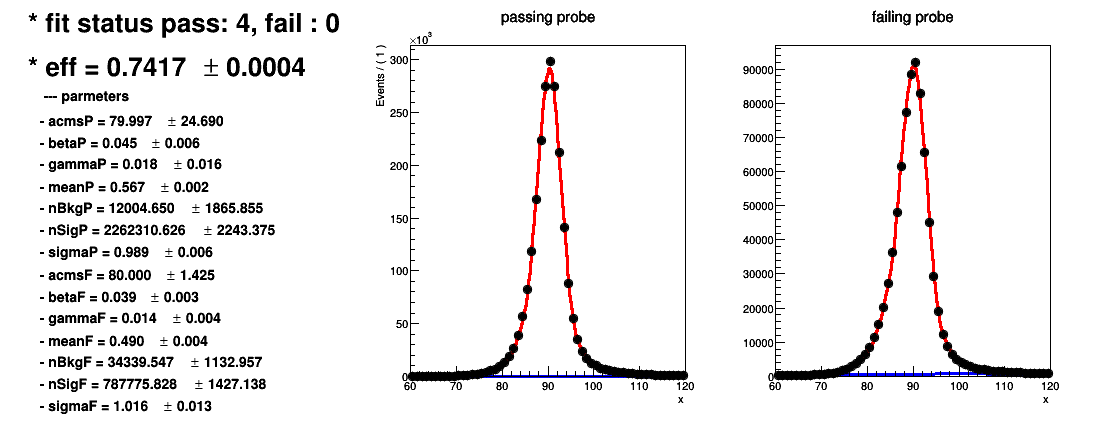 * fit status pass: 4, fail : 0
* eff = 0.7417 ± 0.0004
--- parmeters
- acmsP = 79.997 ± 24.690
- betaP = 0.045 ± 0.006
- gammaP = 0.018 ± 0.016
- meanP = 0.567 ± 0.002
- nBkgP = 12004.650 ± 1865.855
- nSigP = 2262310.626 ± 2243.375
- sigmaP = 0.989 ± 0.006
- acmsF = 80.000 ± 1.425
- betaF = 0.039 ± 0.003
- gammaF = 0.014 ± 0.004
- meanF = 0.490 ± 0.004
- nBkgF = 34339.547 ± 1132.957
- nSigF = 787775.828 ± 1427.138
- sigmaF = 1.016 ± 0.013
passing probe
×10³
Events / ( 1 )
300
250
200
150
100
50
0
60 70 80 90 100 110 120
x
failing probe
90000
80000
70000
60000
50000
40000
30000
20000
10000
0
60 70 80 90 100 110 120
x